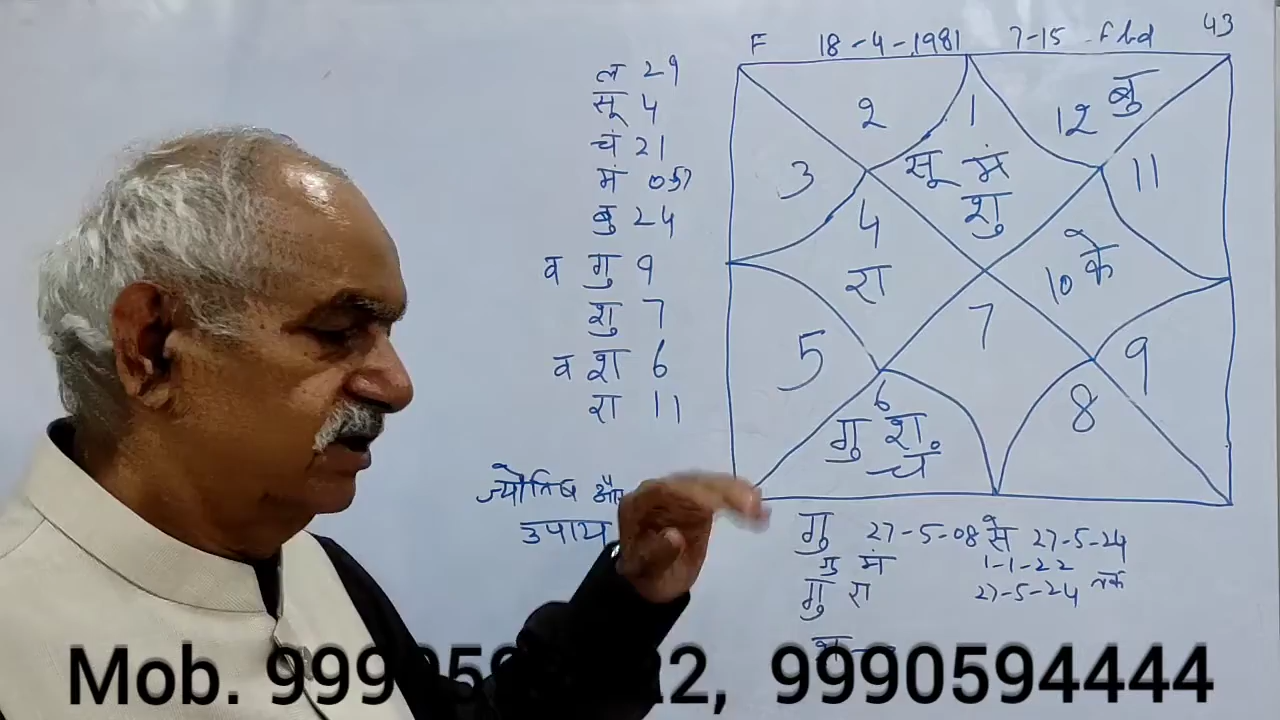 F 18-4-1981 7-15 Fbd 43
ल 29
सू 4
चं 21
मं 057
बु 24
व गु 9
शु 7
व श 6
रा 11
2 1 12 बु
3 सू मं शु 11
4 रा 10 के
5 7 9
6 गु श. चं 8
ज्योतिष और
उपाय
गु 27-5-08 से 27-5-24
गु मं 1-1-22
गु रा 27-5-24 तक
9990594444
Mob.